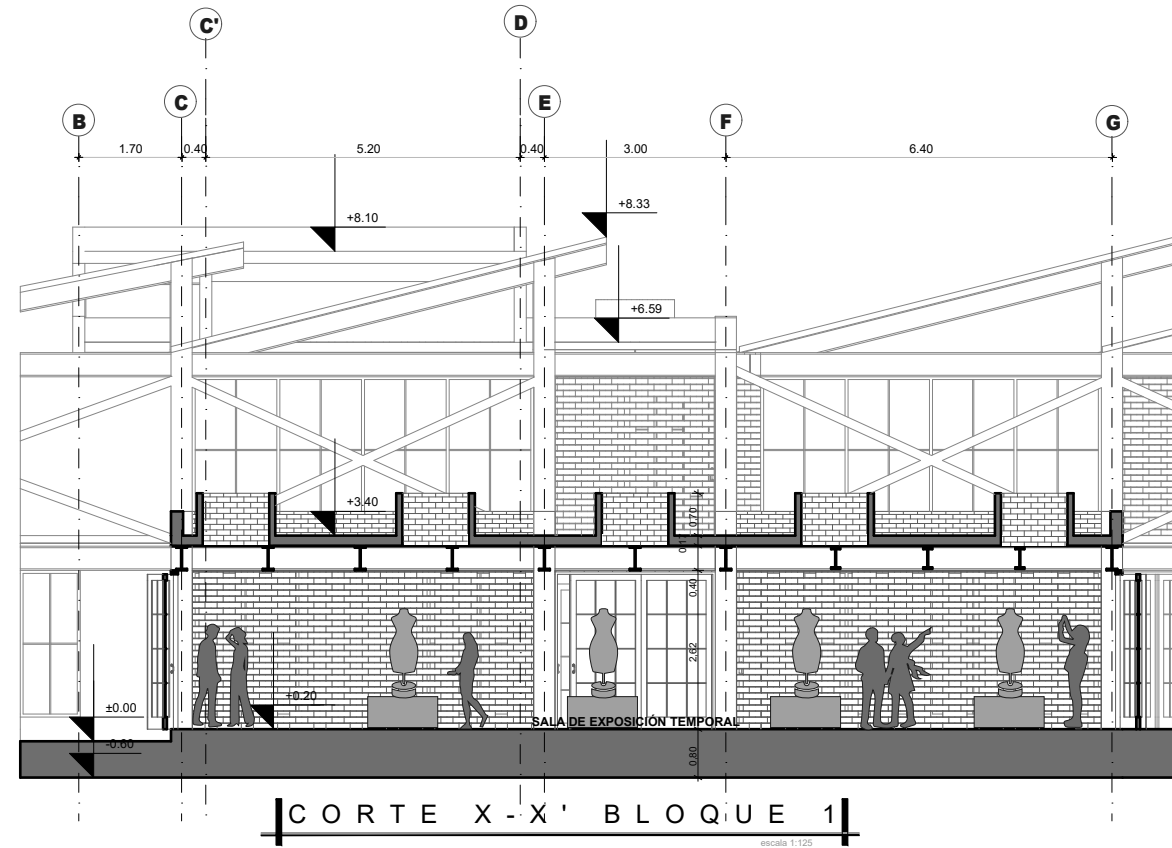 C' D
B C E F G
1.70 0.40 5.20 0.40 3.00 6.40
+8.10
+8.33
+6.59
+3.40
0.70
0.40
2.62
+0.20
±0.00
SALA DE EXPOSICIÓN TEMPORAL
-0.60
0.80
CORTE X-X' BLOQUE 1
escala 1:125